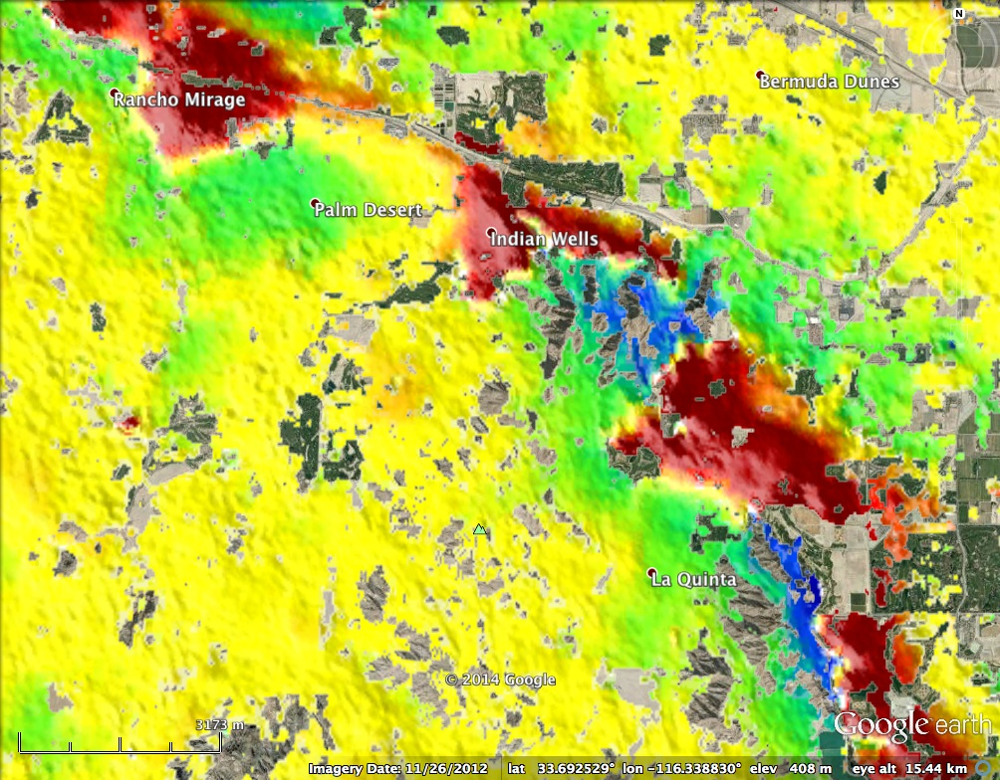 N
Bermuda Dunes
Rancho Mirage
Palm Desert
Indian Wells
La Quinta
© 2014 Google
3173 m
Google earth
Imagery Date: 11/26/2012 lat 33.692529° lon -116.338830° elev 408 m eye alt 15.44 km